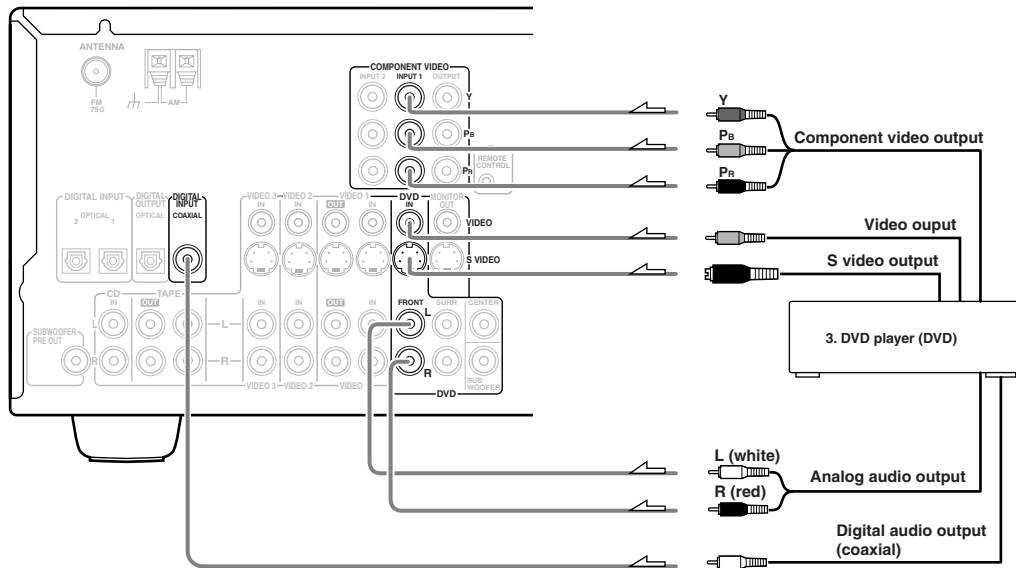 ANTENNA
FM
75Ω
AM
COMPONENT VIDEO
INPUT 2 INPUT 1 OUTPUT
Y
PB
PR
REMOTE
CONTROL
DIGITAL INPUT
OPTICAL
2 1
DIGITAL
OUTPUT
OPTICAL
DIGITAL
INPUT
COAXIAL
VIDEO 3 VIDEO 2 VIDEO 1 DVD MONITOR
OUT
IN IN OUT IN IN
VIDEO
S VIDEO
CD TAPE
IN OUT IN IN IN OUT IN
FRONT SURR CENTER
L L L
SUBWOOFER
PRE OUT
R R R
SUB
WOOFER
VIDEO 3 VIDEO 2 VIDEO
DVD
Y
PB
PR
Component video output
Video ouput
S video output
3. DVD player (DVD)
L (white)
R (red)
Analog audio output
Digital audio output
(coaxial)